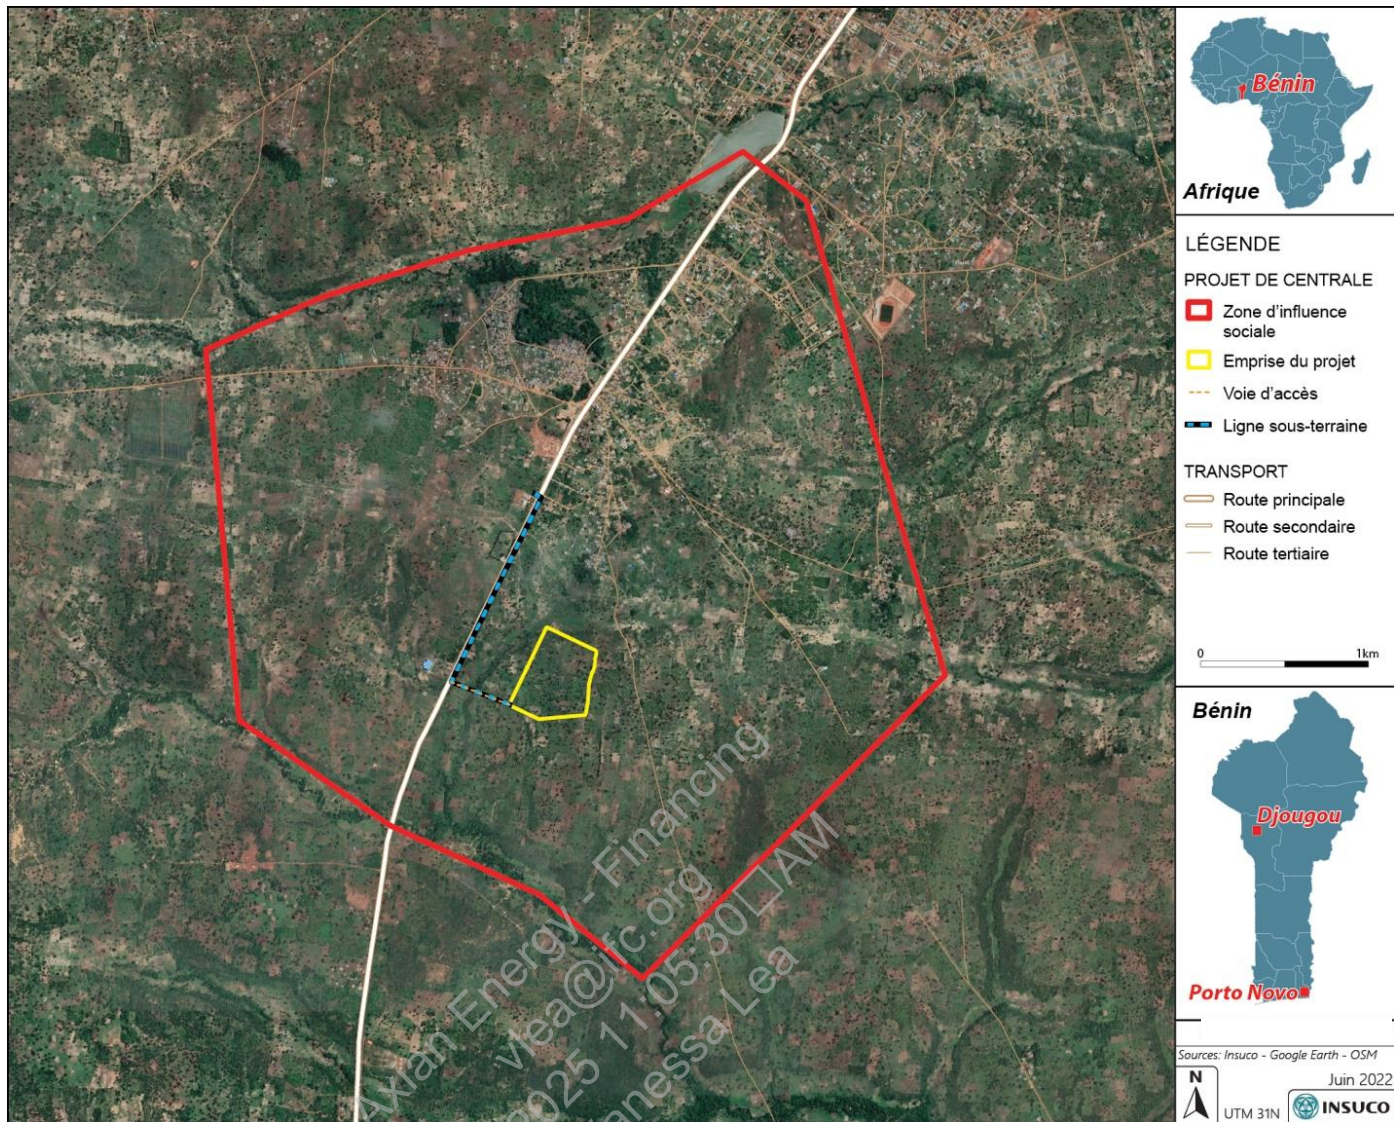 Bénin
Afrique
LÉGENDE
PROJET DE CENTRALE
Zone d'influence
sociale
Emprise du projet
Voie d'accès
Ligne sous-terraine
TRANSPORT
Route principale
Route secondaire
Route tertiaire
0 1km
Bénin
Djougou
Porto Novo
Sources: Insuco - Google Earth - OSM
N
Juin 2022
UTM 31N
INSUCO
Axian Energy - Financing
vlea@ifc.org
2025 11:05:30 AM
anessa Lea